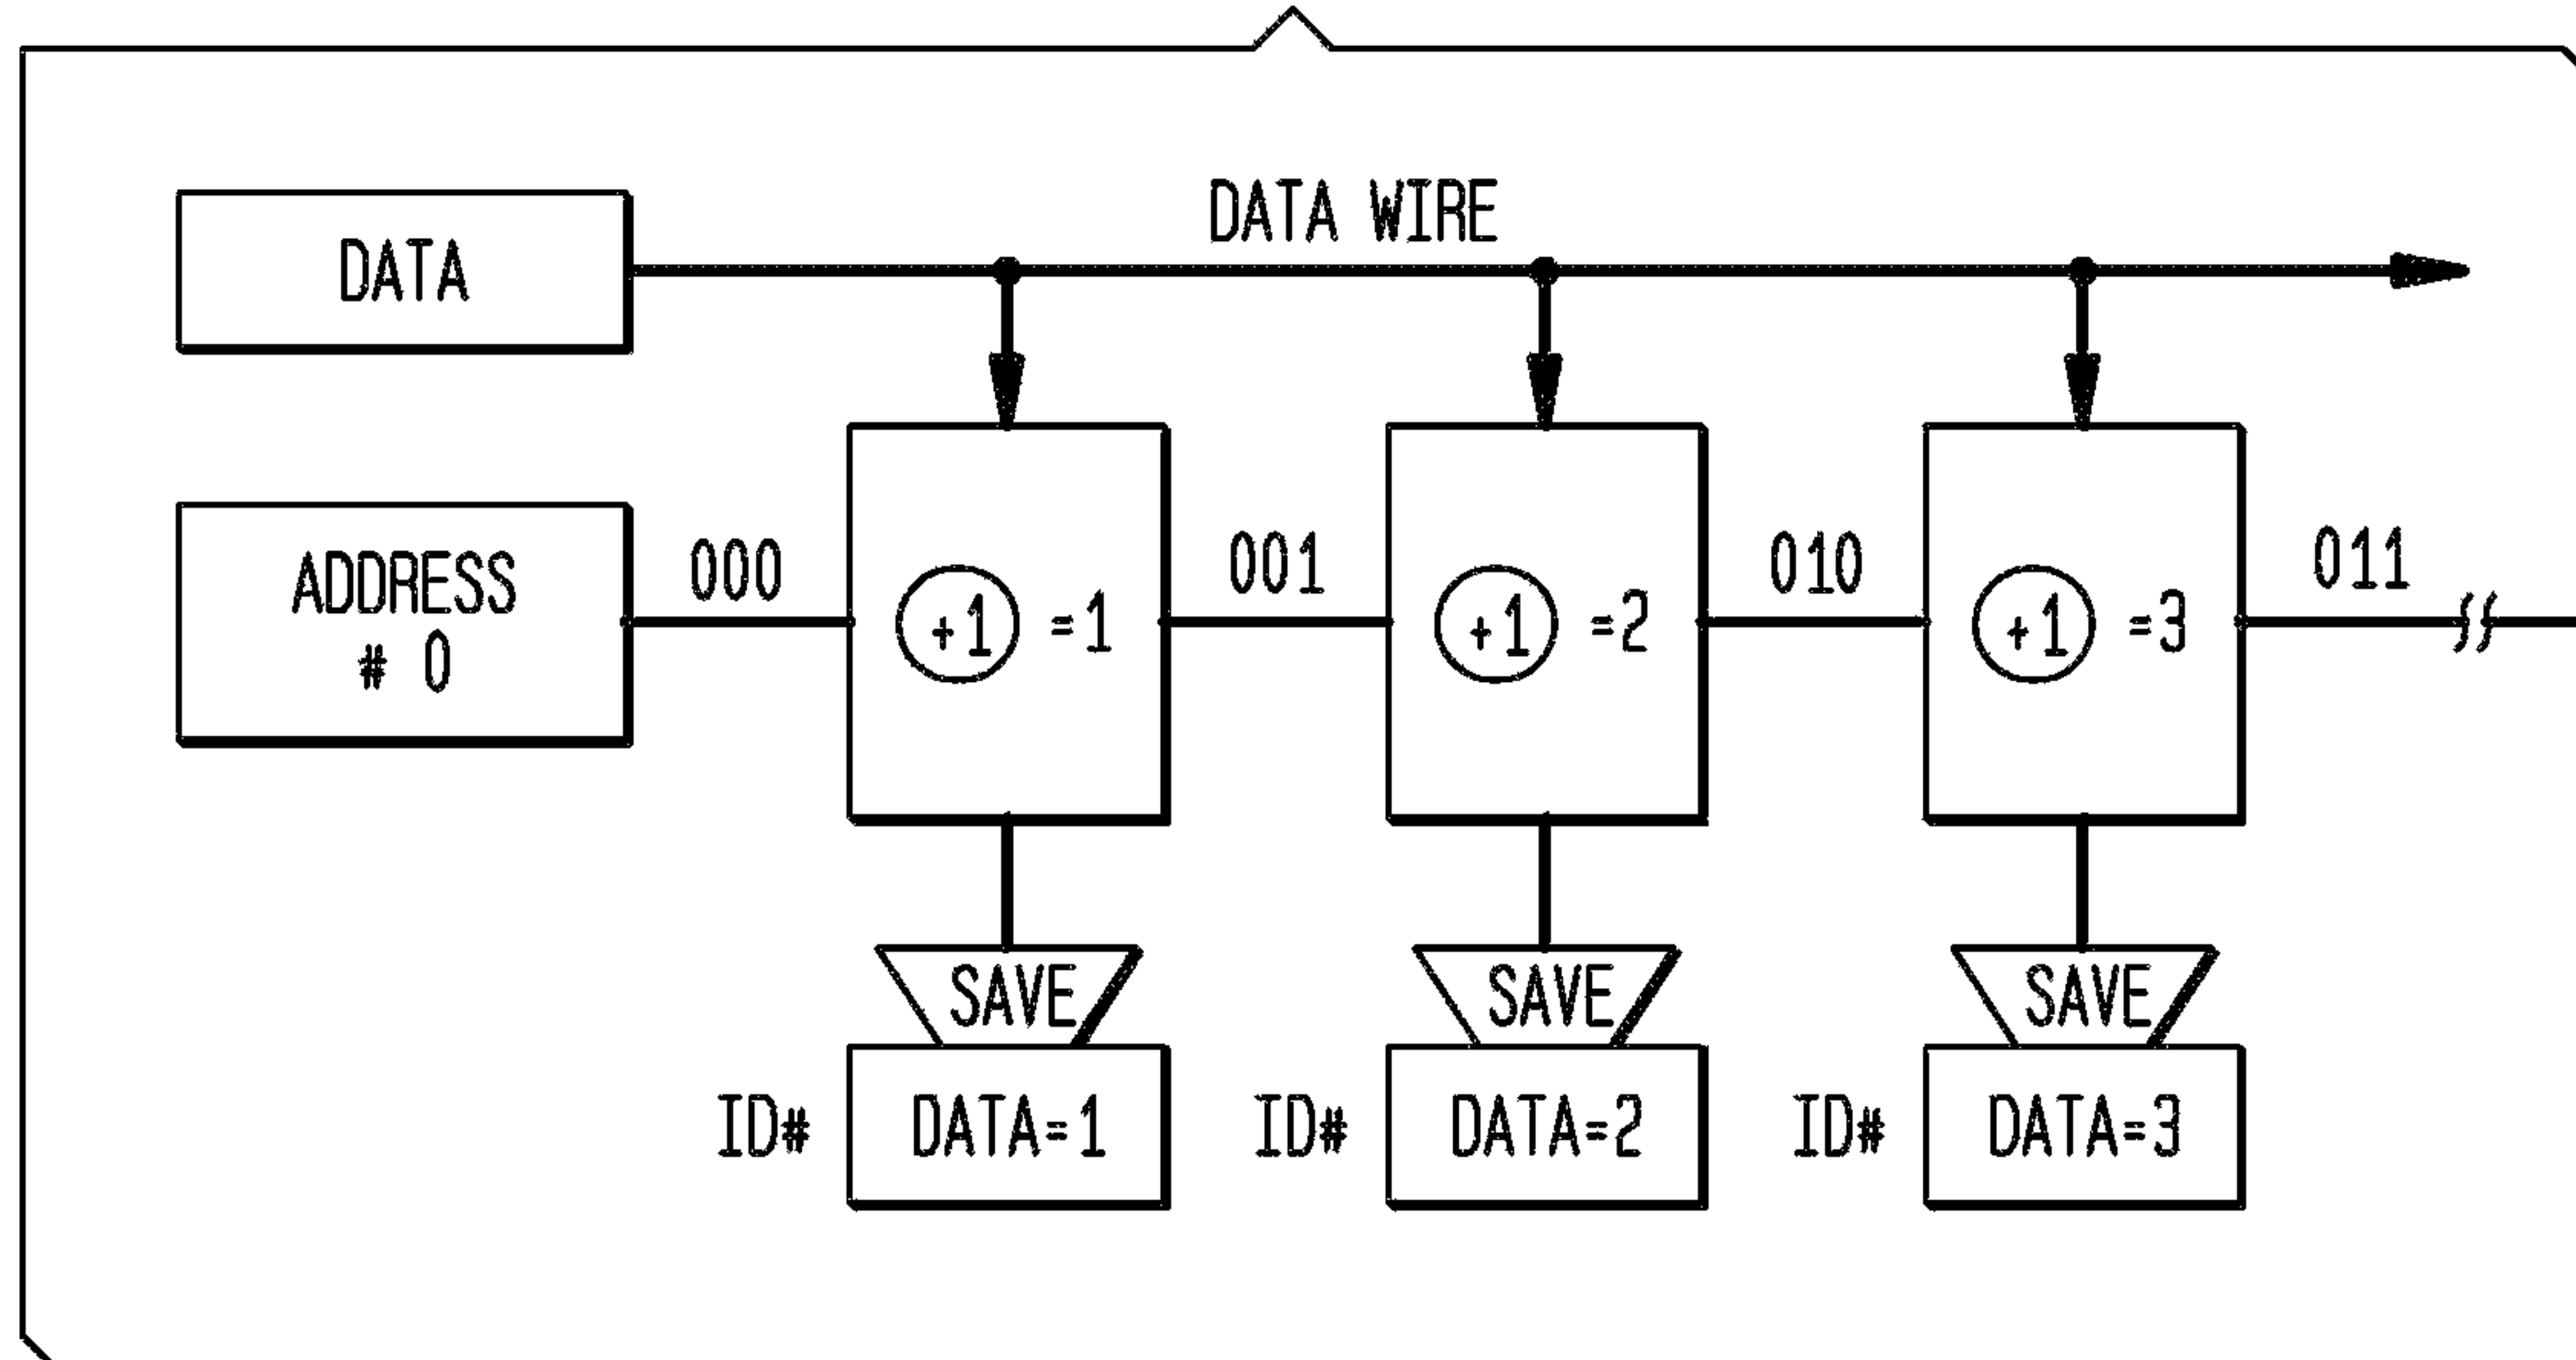 DATA WIRE
DATA
ADDRESS
# 0
000
+1 =1
001
+1 =2
010
+1 =3
011
SAVE
SAVE
SAVE
ID#
DATA=1
ID#
DATA=2
ID#
DATA=3